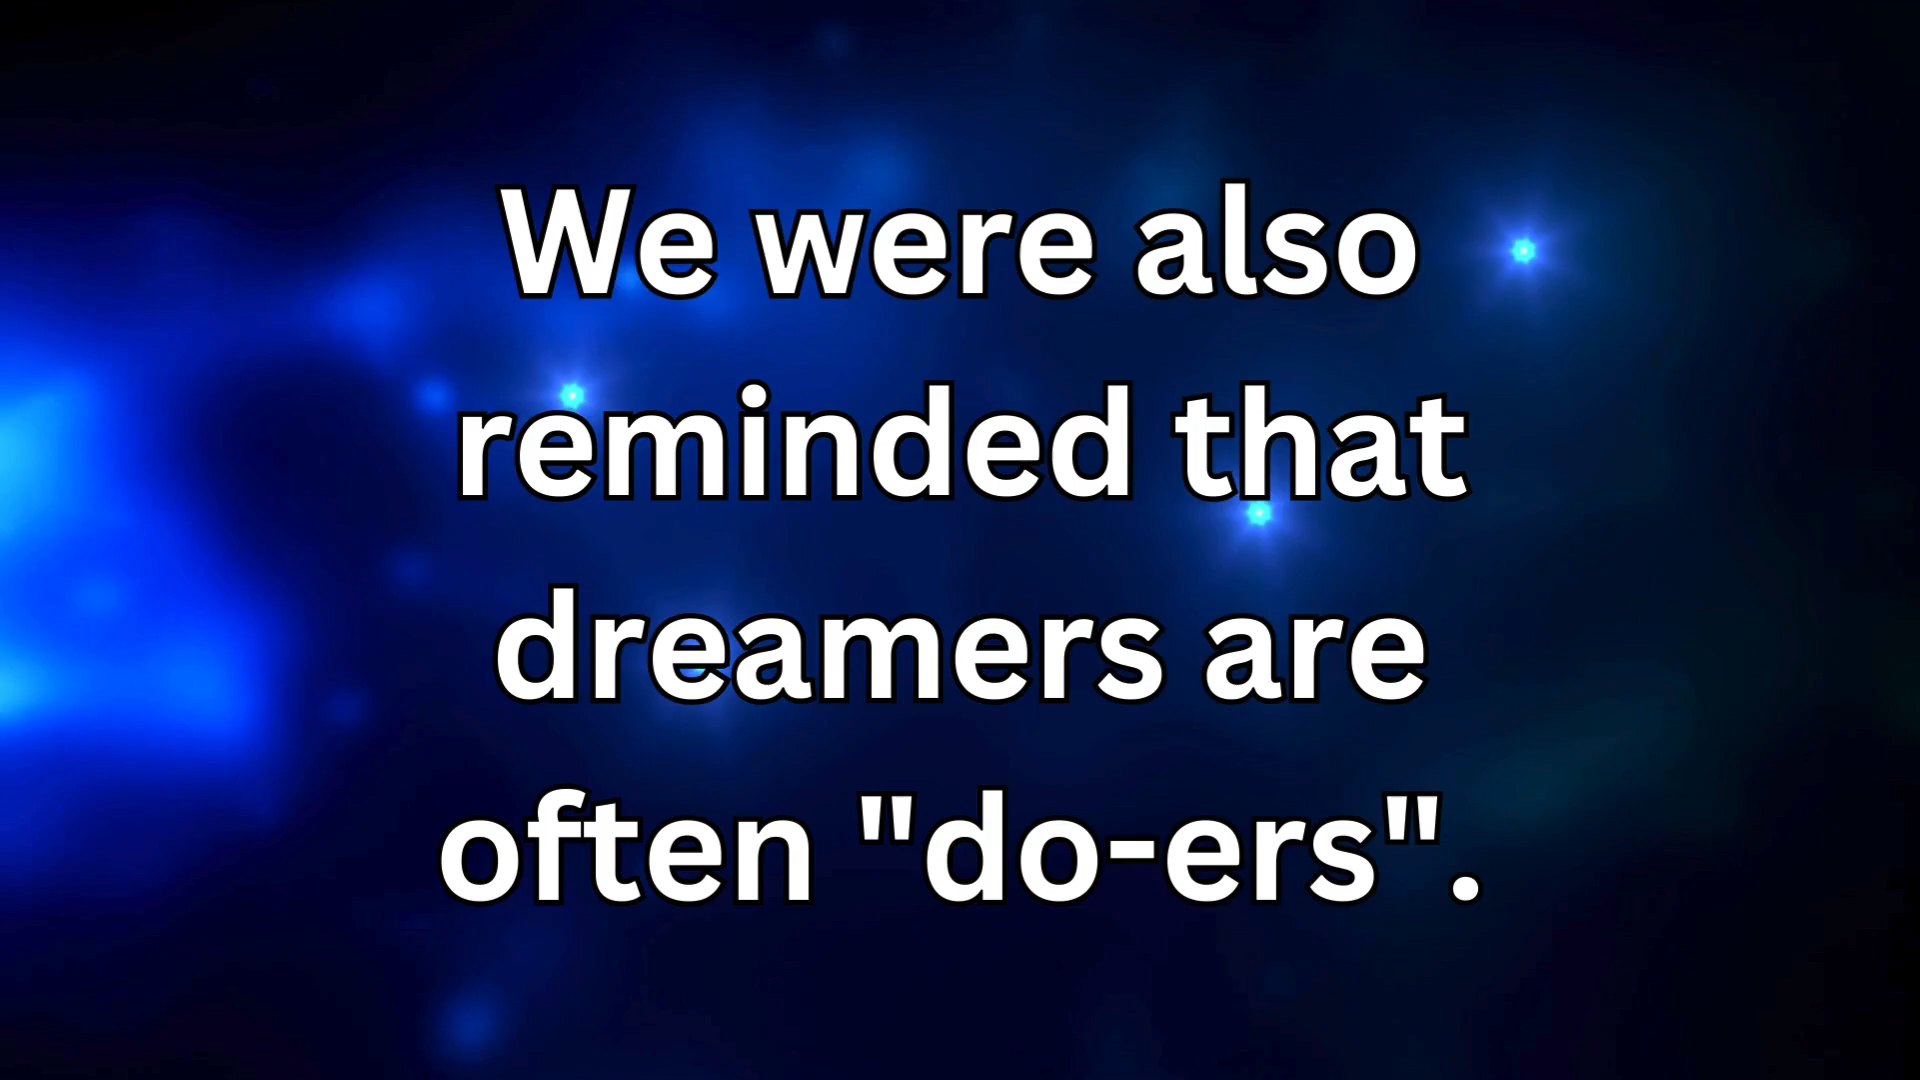 We were also
reminded that
dreamers are
often "do-ers".